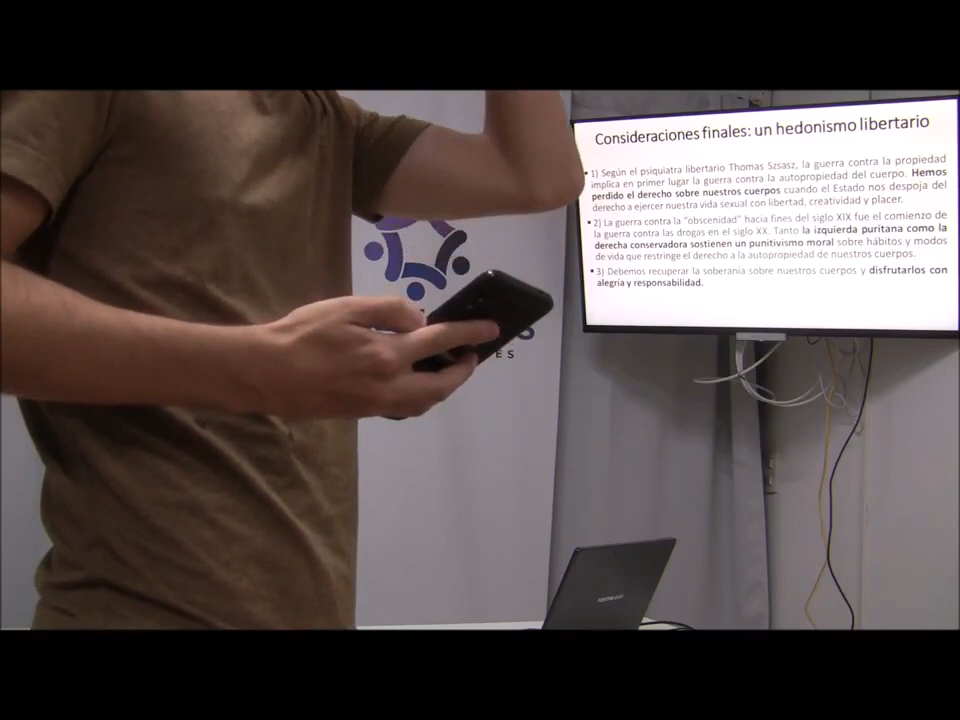 Consideraciones finales: un hedonismo libertario
• 1) Según el psiquiatra libertario Thomas Szsasz, la guerra contra la propiedad
implica en primer lugar la guerra contra la autopropiedad del cuerpo. Hemos
perdido el derecho sobre nuestros cuerpos cuando el Estado nos despoja del
derecho a ejercer nuestra vida sexual con libertad, creatividad y placer.
• 2) La guerra contra la "obscenidad" hacia fines del siglo XIX fue el comienzo de
la guerra contra las drogas en el siglo XX. Tanto la izquierda puritana como la
derecha conservadora sostienen un punitivismo moral sobre hábitos y modos
de vida que restringe el derecho a la autopropiedad de nuestros cuerpos.
• 3) Debemos recuperar la soberanía sobre nuestros cuerpos y disfrutarlos con
alegría y responsabilidad.